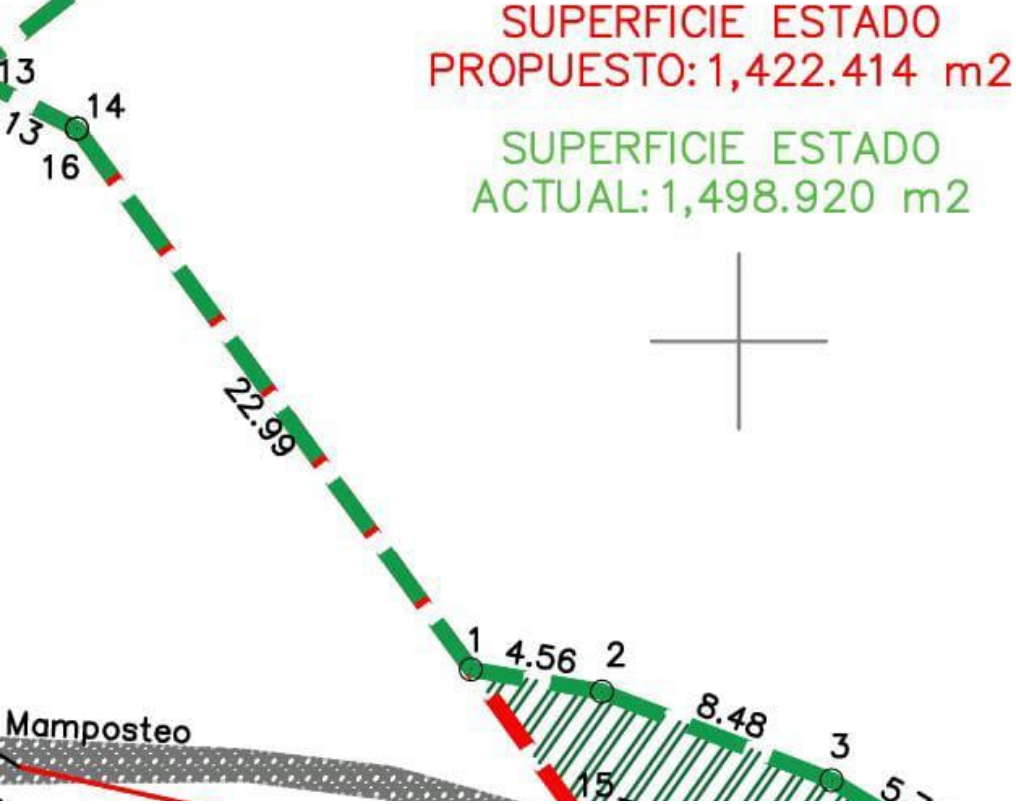 SUPERFICIE ESTADO
PROPUESTO: 1,422.414 m2
13
14
13
16
SUPERFICIE ESTADO
ACTUAL: 1,498.920 m2
22.99
1
4.56
2
8.48
3
Mamposteo
15
5